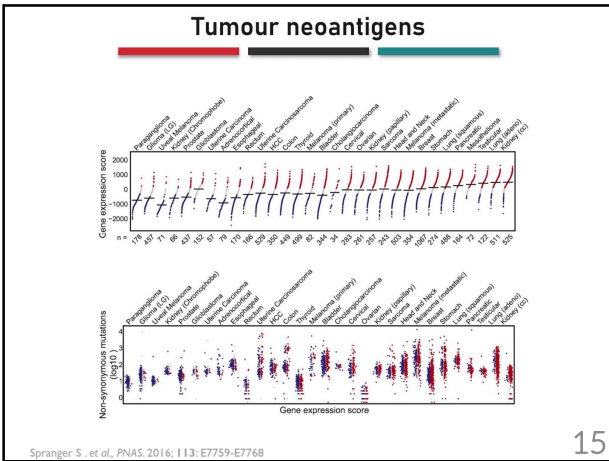 Tumour neoantigens
Paraganglioma
Glioma (LG)
Uveal Melanoma
Kidney (Chromophobe)
Prostate
Glioblastoma
Uterine Carcinoma
Adrenocortical
Esophageal
Rectum
Uterine Carcinosarcoma
HCC
Colon
Thyroid
Melanoma (primary)
Bladder
Cholangiocarcinoma
Cervical
Ovarian
Kidney (papillary)
Sarcoma
Head and Neck
Melanoma (metastatic)
Breast
Stomach
Lung (squamous)
Pancreatic
Mesothelioma
Testicular
Lung (adeno)
Kidney (cc)
Gene expression score
2000
1000
0
−1000
−2000
n = 178 457 71 66 437 152 57 79 170 166 529 350 449 499 82 344 34 283 261 257 243 503 354 1067 274 488 164 72 122 511 525
Paraganglioma
Glioma (LG)
Uveal Melanoma
Kidney (Chromophobe)
Prostate
Glioblastoma
Uterine Carcinoma
Adrenocortical
Esophageal
Rectum
Uterine Carcinosarcoma
HCC
Colon
Thyroid
Melanoma (primary)
Bladder
Cholangiocarcinoma
Cervical
Ovarian
Kidney (papillary)
Sarcoma
Head and Neck
Melanoma (metastatic)
Breast
Stomach
Lung (squamous)
Pancreatic
Testicular
Lung (adeno)
Kidney (cc)
Non-synonymous mutations
(log10)
4
3
2
1
0
Gene expression score
Spranger S . et al., PNAS. 2016; 113: E7759-E7768
15